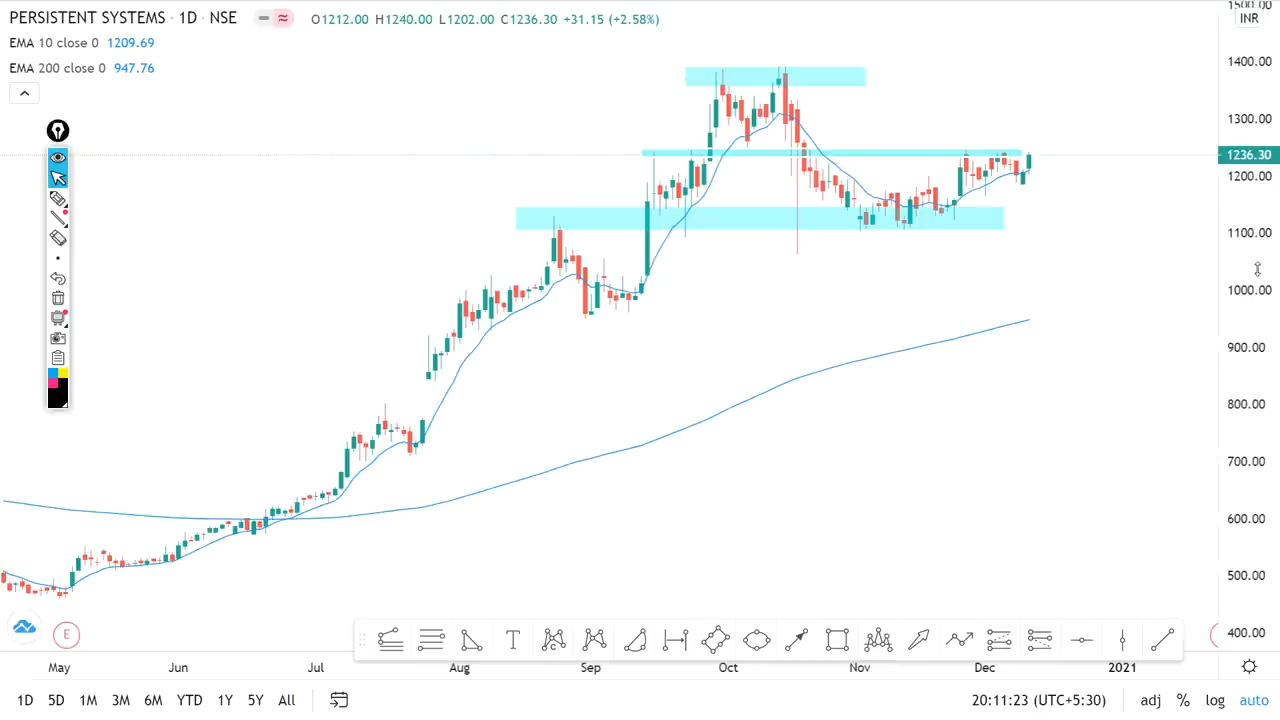 PERSISTENT SYSTEMS · 1D · NSE
O1212.00 H1240.00 L1202.00 C1236.30 +31.15 (+2.58%)
EMA 10 close 0 1209.69
EMA 200 close 0 947.76
1500.00
INR
1400.00
1300.00
1236.30
1200.00
1100.00
1000.00
900.00
800.00
700.00
600.00
500.00
400.00
E
T
May Jun Jul Aug Sep Oct Nov Dec 2021
1D 5D 1M 3M 6M YTD 1Y 5Y All
20:11:23 (UTC+5:30) adj % log auto